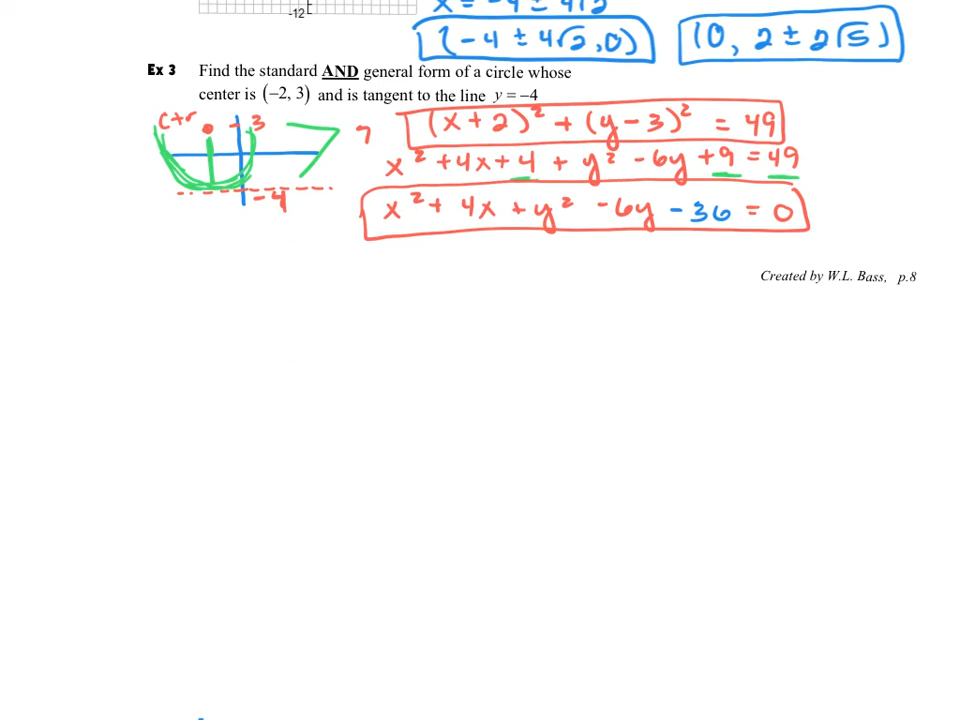 -12
(-4 ± 4√2, 0)
(0, 2 ± 2√5)
Ex 3 Find the standard AND general form of a circle whose
center is (−2, 3) and is tangent to the line y = −4
ctr 3 7 (x + 2)² + (y - 3)² = 49
x² + 4x + 4 + y² - 6y + 9 = 49
-4
x² + 4x + y² - 6y - 36 = 0
Created by W.L. Bass, p.8